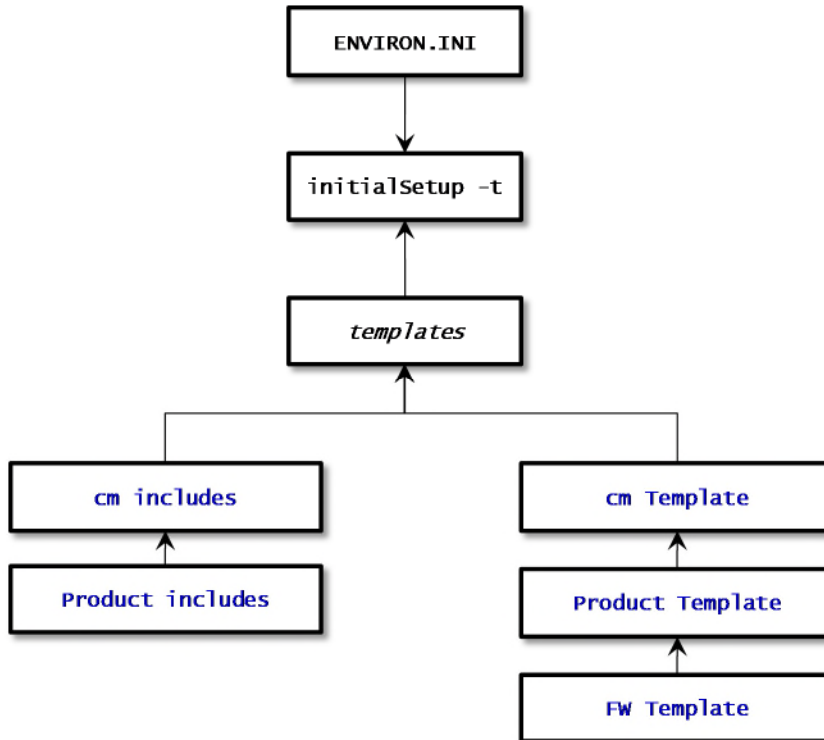 ENVIRON.INI
initialSetup -t
templates
cm includes
cm Template
Product includes
Product Template
FW Template